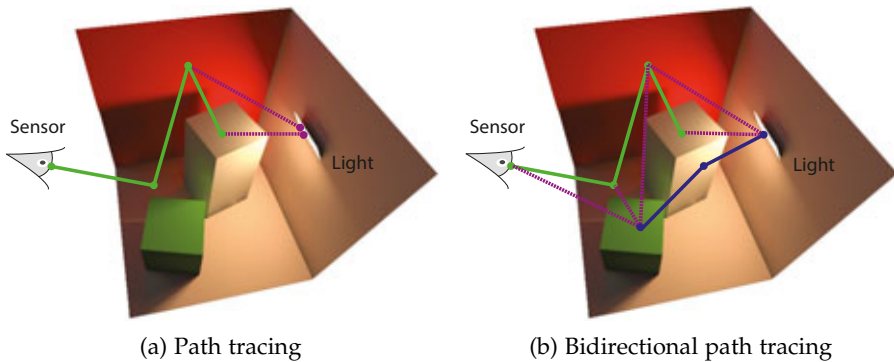 Sensor
Light
(a) Path tracing
Sensor
Light
(b) Bidirectional path tracing